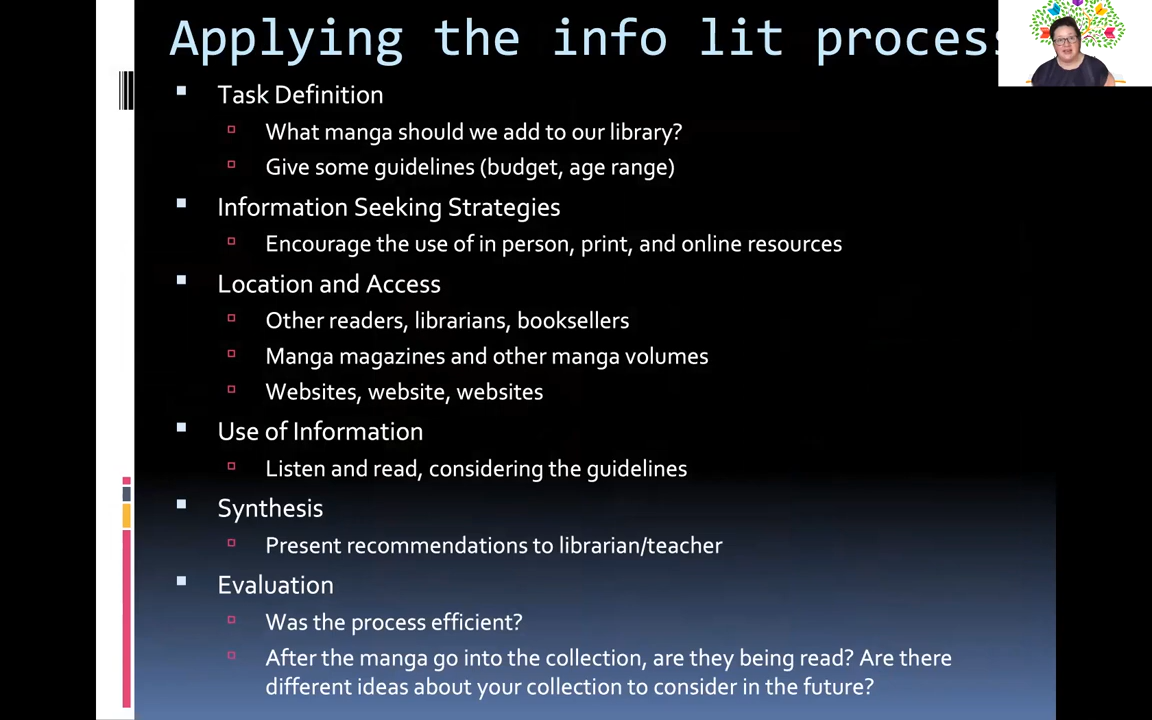 Applying the info lit process
Task Definition
What manga should we add to our library?
Give some guidelines (budget, age range)
Information Seeking Strategies
Encourage the use of in person, print, and online resources
Location and Access
Other readers, librarians, booksellers
Manga magazines and other manga volumes
Websites, website, websites
Use of Information
Listen and read, considering the guidelines
Synthesis
Present recommendations to librarian/teacher
Evaluation
Was the process efficient?
After the manga go into the collection, are they being read? Are there
different ideas about your collection to consider in the future?